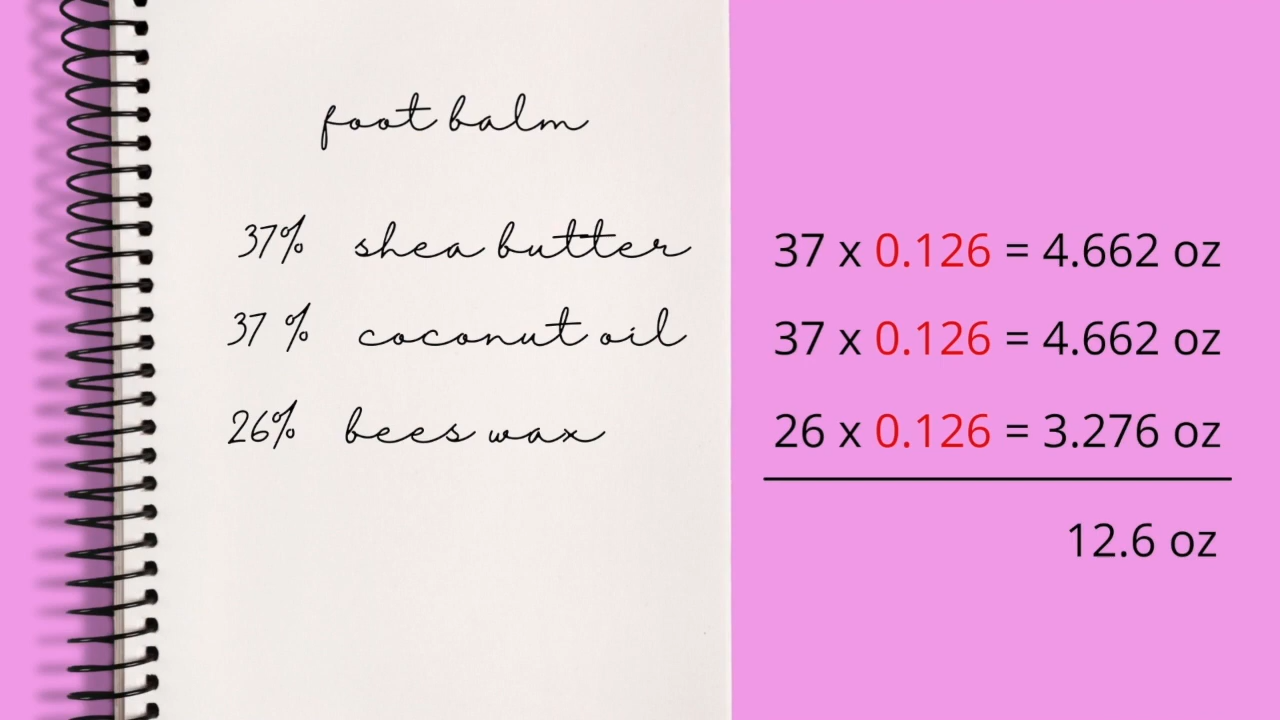 foot balm
37% shea butter 37 x 0.126 = 4.662 oz
37 % coconut oil 37 x 0.126 = 4.662 oz
26% bees wax 26 x 0.126 = 3.276 oz
12.6 oz